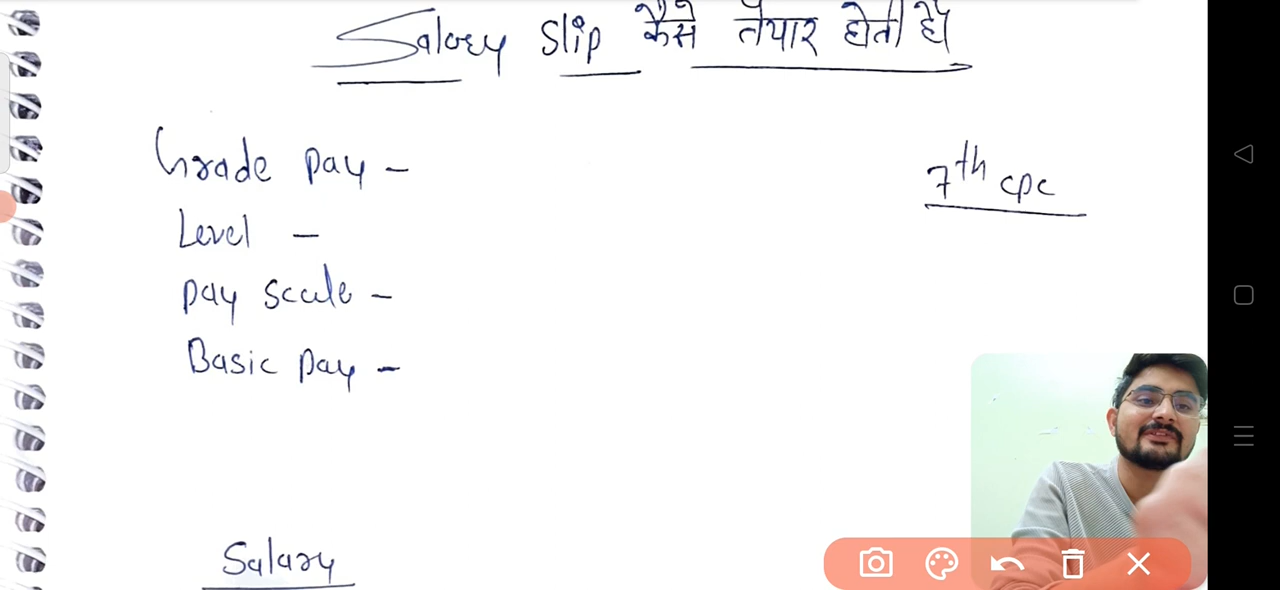 Salary Slip कैसे तैयार होती है।
Grade Pay -
7th cpc
Level -
Pay scale -
Basic Pay -
Salary